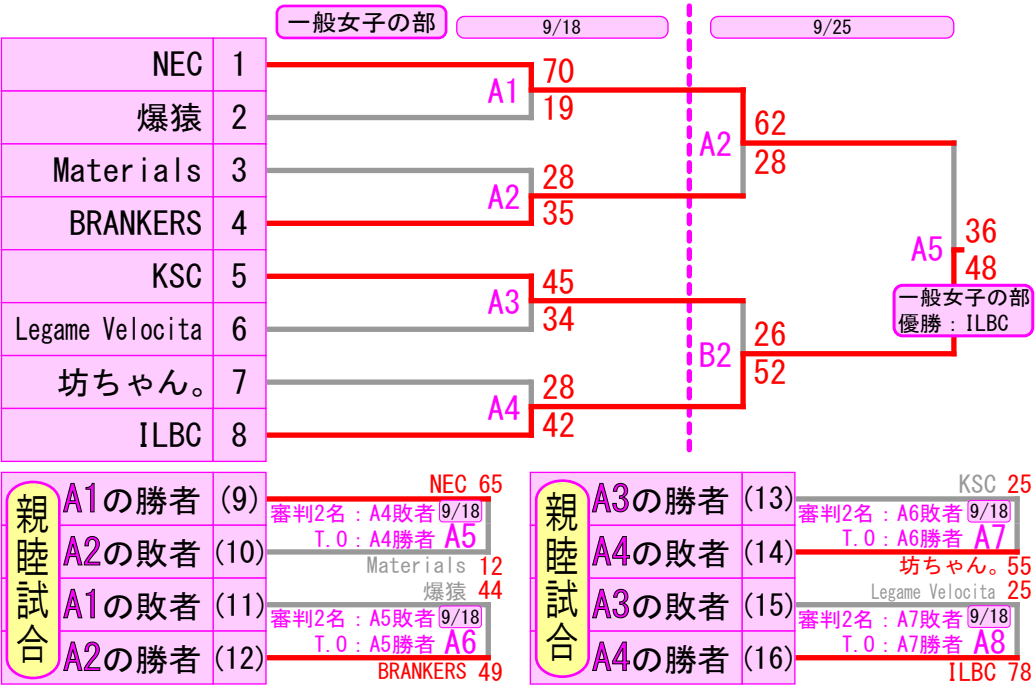 一般女子の部
9/18
9/25
NEC 1
爆猿 2
Materials 3
BRANKERS 4
KSC 5
Legame Velocita 6
坊ちゃん。 7
ILBC 8
A1
70
19
A2
28
35
A3
45
34
A4
28
42
A2
62
28
B2
26
52
A5
36
48
一般女子の部
優勝：ILBC
親睦試合
A1の勝者 (9)
A2の敗者 (10)
A1の敗者 (11)
A2の勝者 (12)
NEC 65
審判2名：A4敗者 9/18
T.O：A4勝者 A5
Materials 12
爆猿 44
審判2名：A5敗者 9/18
T.O：A5勝者 A6
BRANKERS 49
親睦試合
A3の勝者 (13)
A4の敗者 (14)
A3の敗者 (15)
A4の勝者 (16)
KSC 25
審判2名：A6敗者 9/18
T.O：A6勝者 A7
坊ちゃん。 55
Legame Velocita 25
審判2名：A7敗者 9/18
T.O：A7勝者 A8
ILBC 78